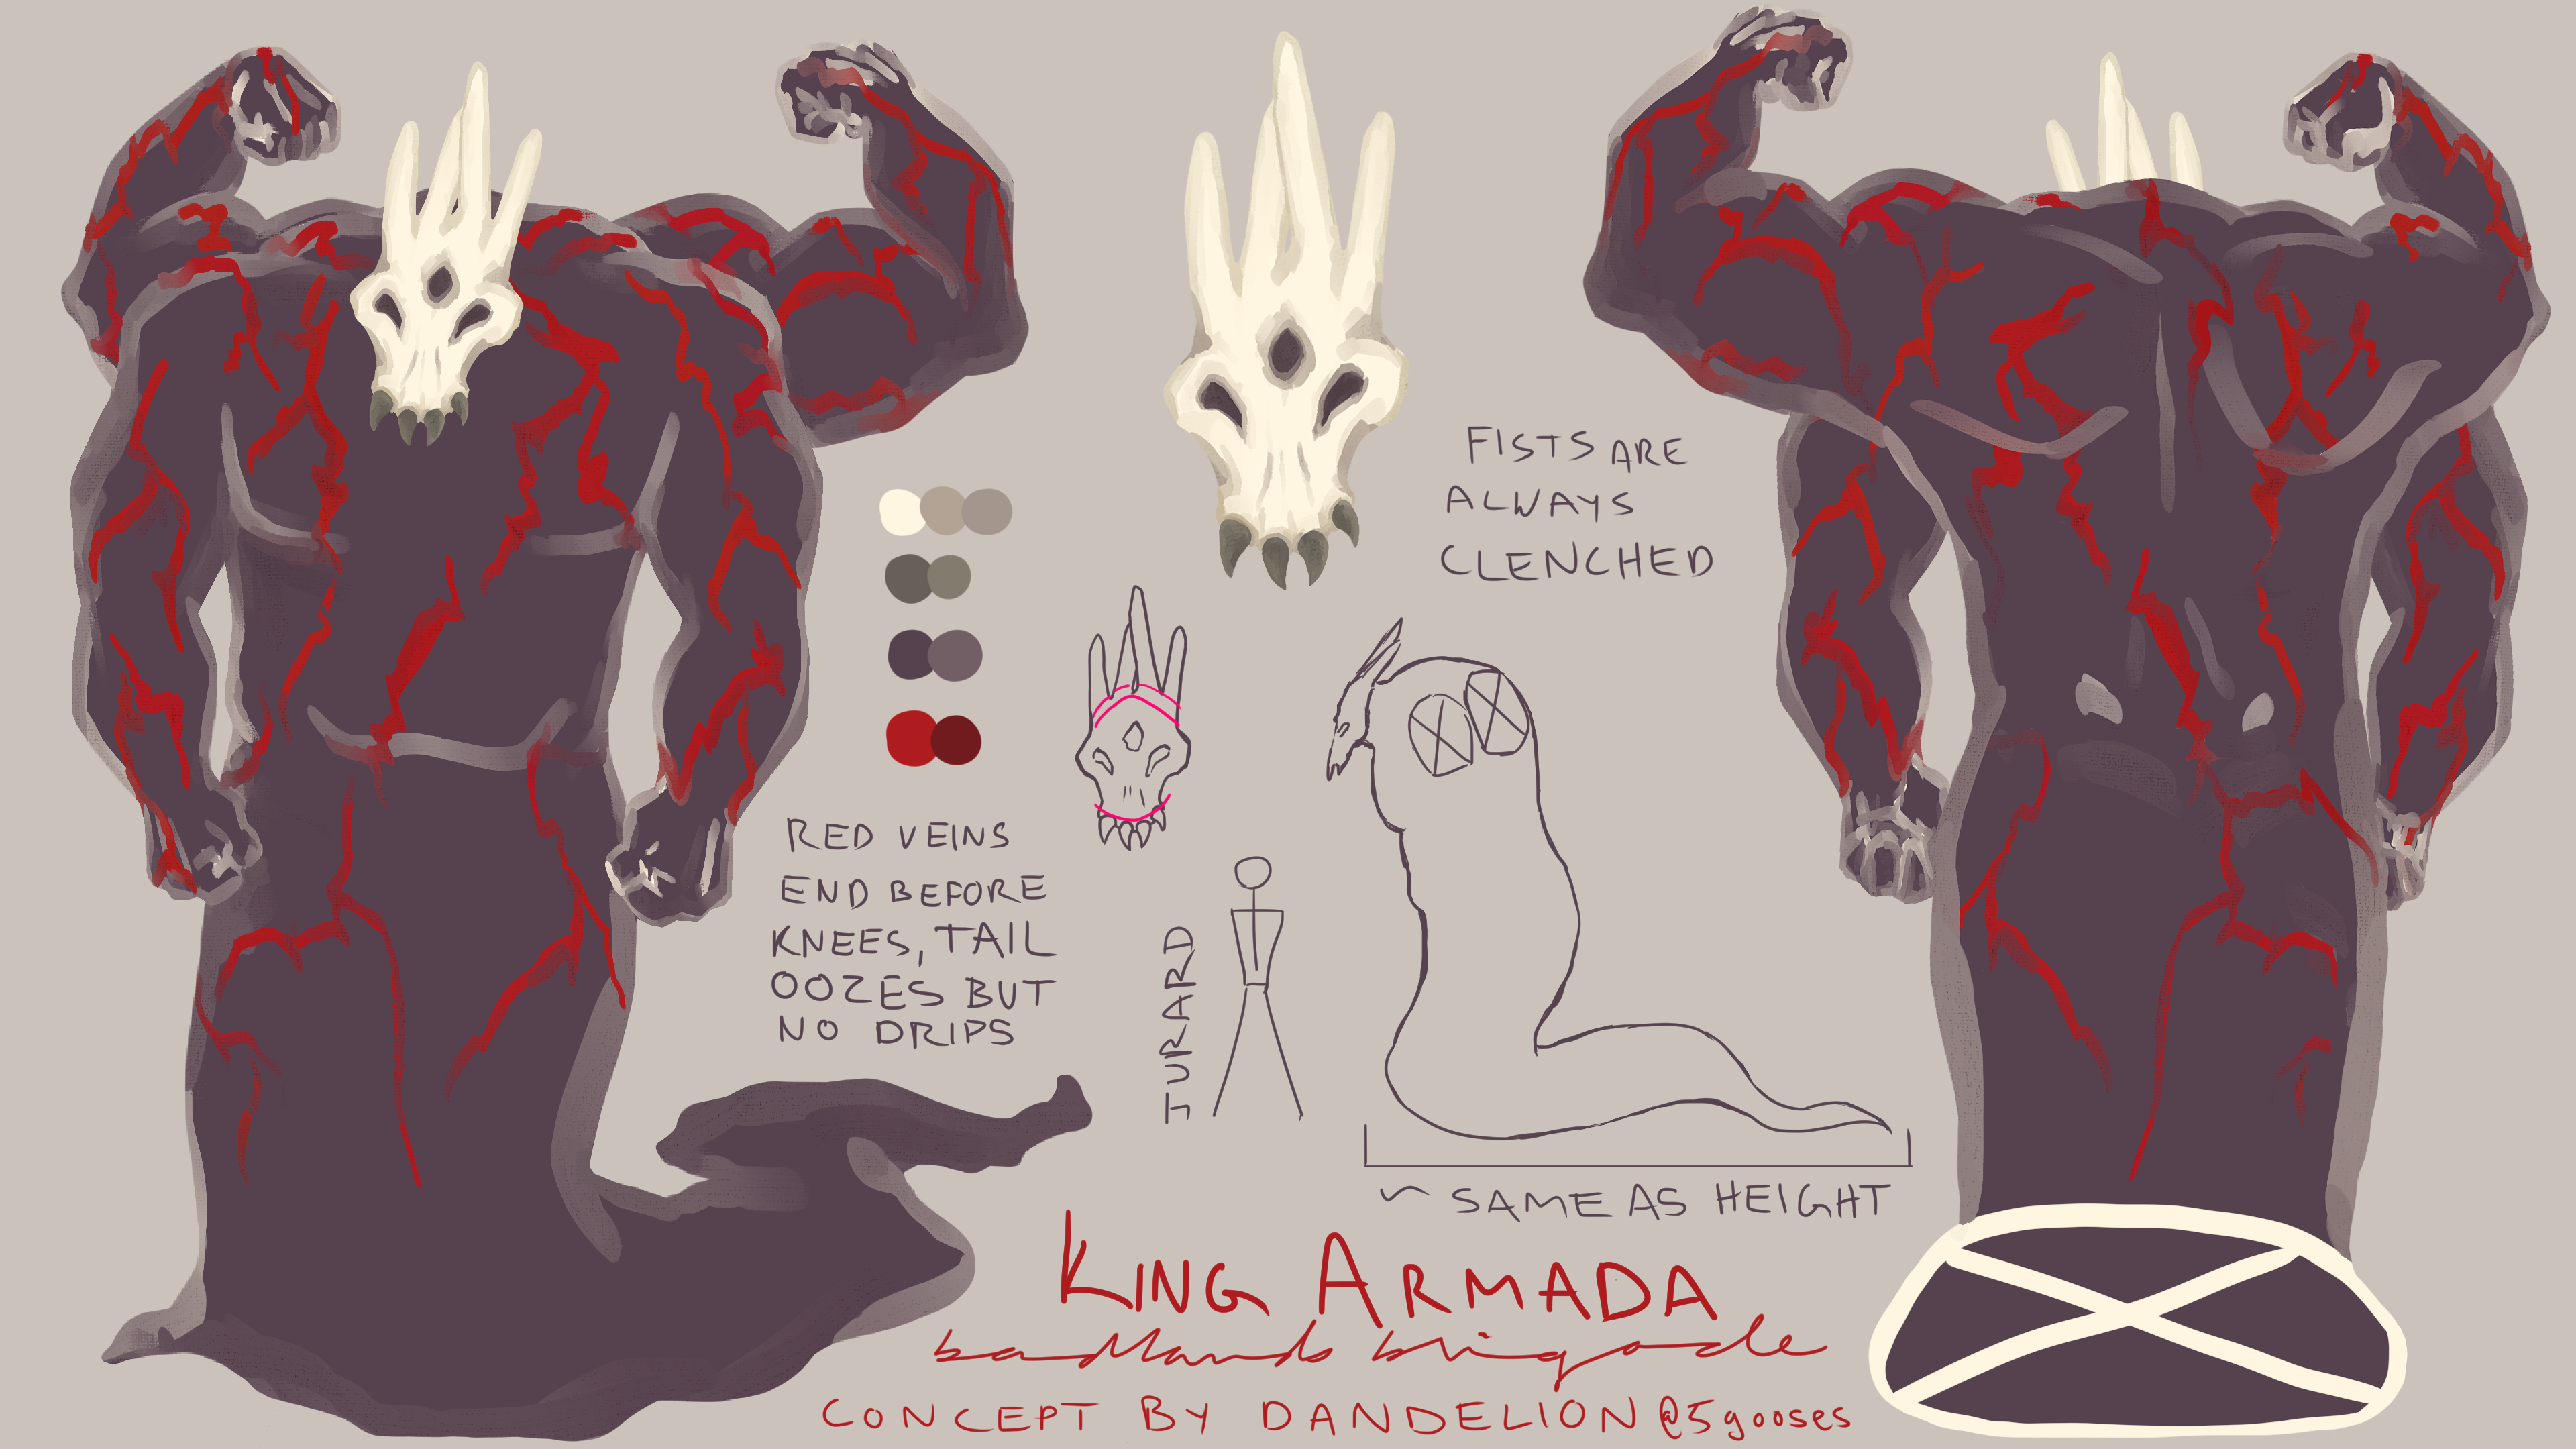 FISTS ARE
ALWAYS
CLENCHED
RED VEINS
END BEFORE
KNEES, TAIL
OOZES BUT
NO DRIPS
JURARD
~ SAME AS HEIGHT
KING ARMADA
badlands brigade
CONCEPT BY DANDELION @5gooses